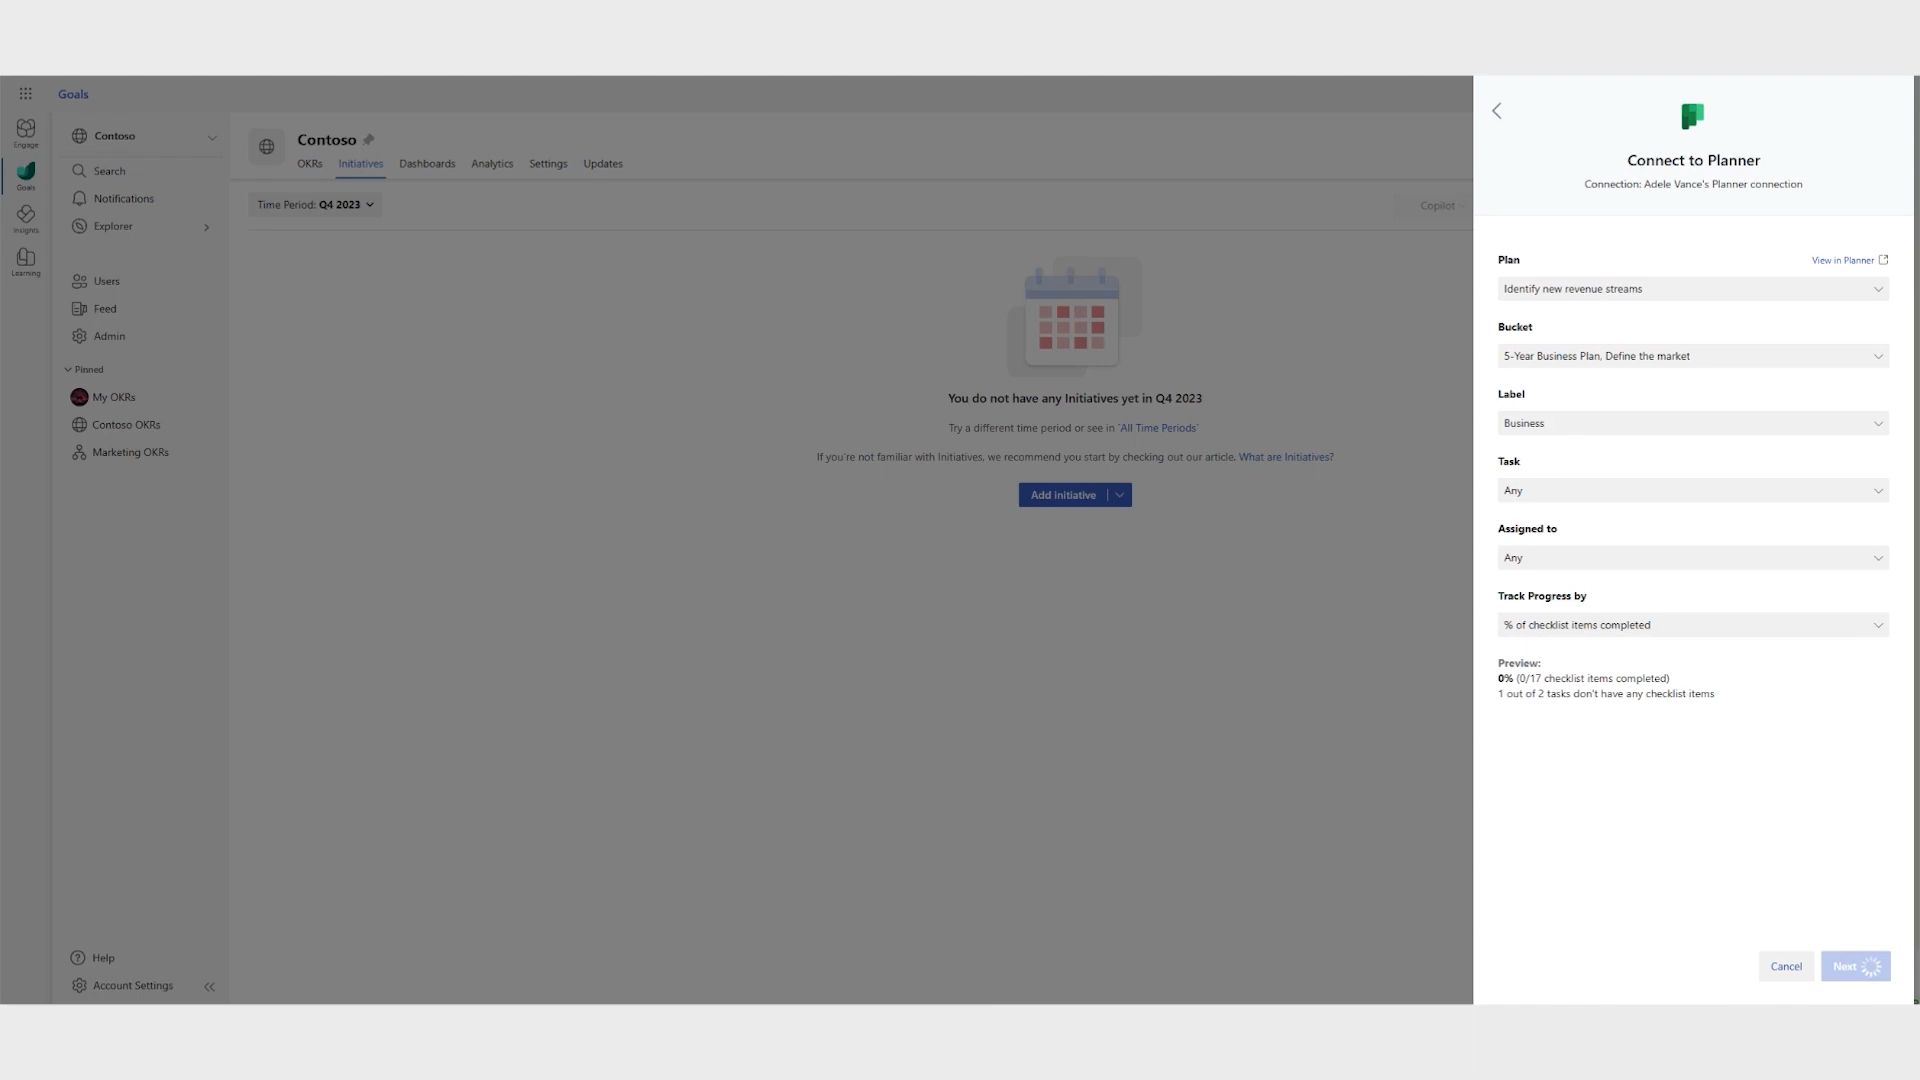 Goals
Engage
Goals
Insights
Learning
Contoso
Search
Notifications
Explorer
Users
Feed
Admin
Pinned
My OKRs
Contoso OKRs
Marketing OKRs
Help
Account Settings
Contoso
OKRs Initiatives Dashboards Analytics Settings Updates
Time Period: Q4 2023
Copilot
You do not have any Initiatives yet in Q4 2023
Try a different time period or see in 'All Time Periods'
If you're not familiar with Initiatives, we recommend you start by checking out our article. What are Initiatives?
Add initiative
Connect to Planner
Connection: Adele Vance's Planner connection
Plan View in Planner
Identify new revenue streams
Bucket
5-Year Business Plan, Define the market
Label
Business
Task
Any
Assigned to
Any
Track Progress by
% of checklist items completed
Preview:
0% (0/17 checklist items completed)
1 out of 2 tasks don't have any checklist items
Cancel Next